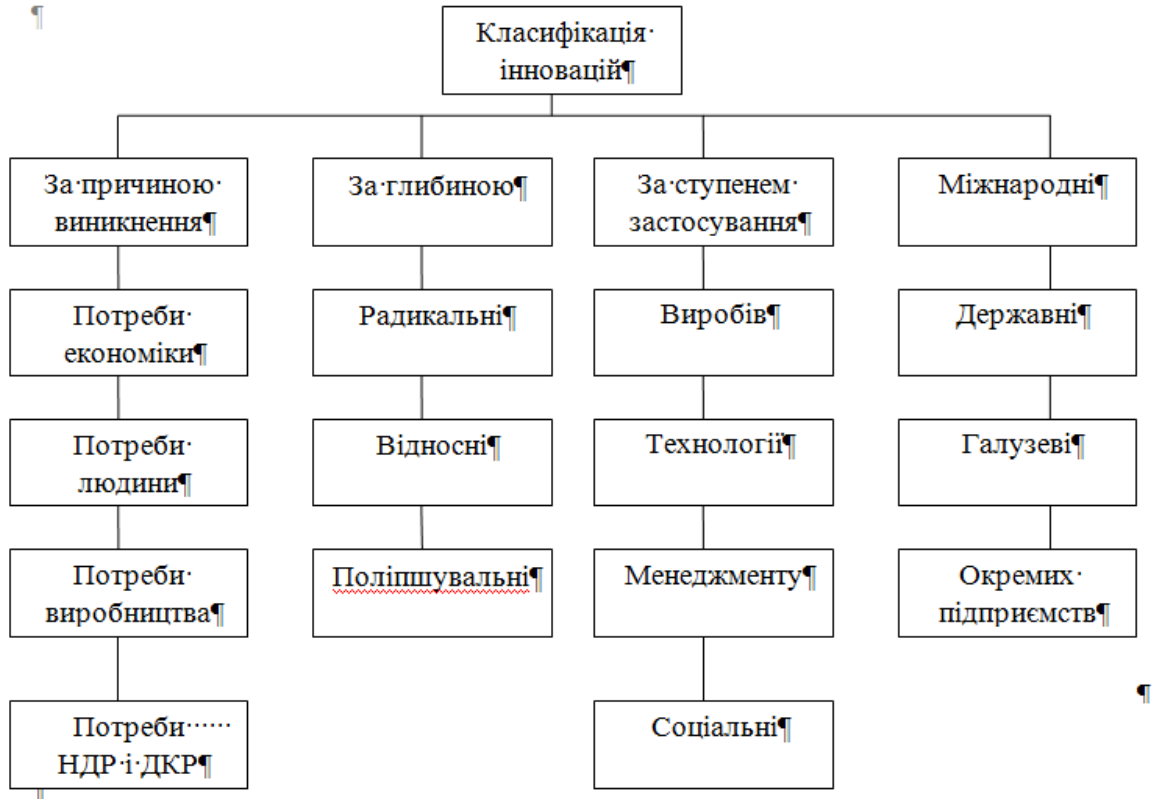 Класифікація
інновацій
За причиною
виникнення
За глибиною
За ступенем
застосування
Міжнародні
Потреби
економіки
Радикальні
Виробів
Державні
Потреби
людини
Відносні
Технології
Галузеві
Потреби
виробництва
Поліпшувальні
Менеджменту
Окремих
підприємств
Потреби
НДР і ДКР
Соціальні